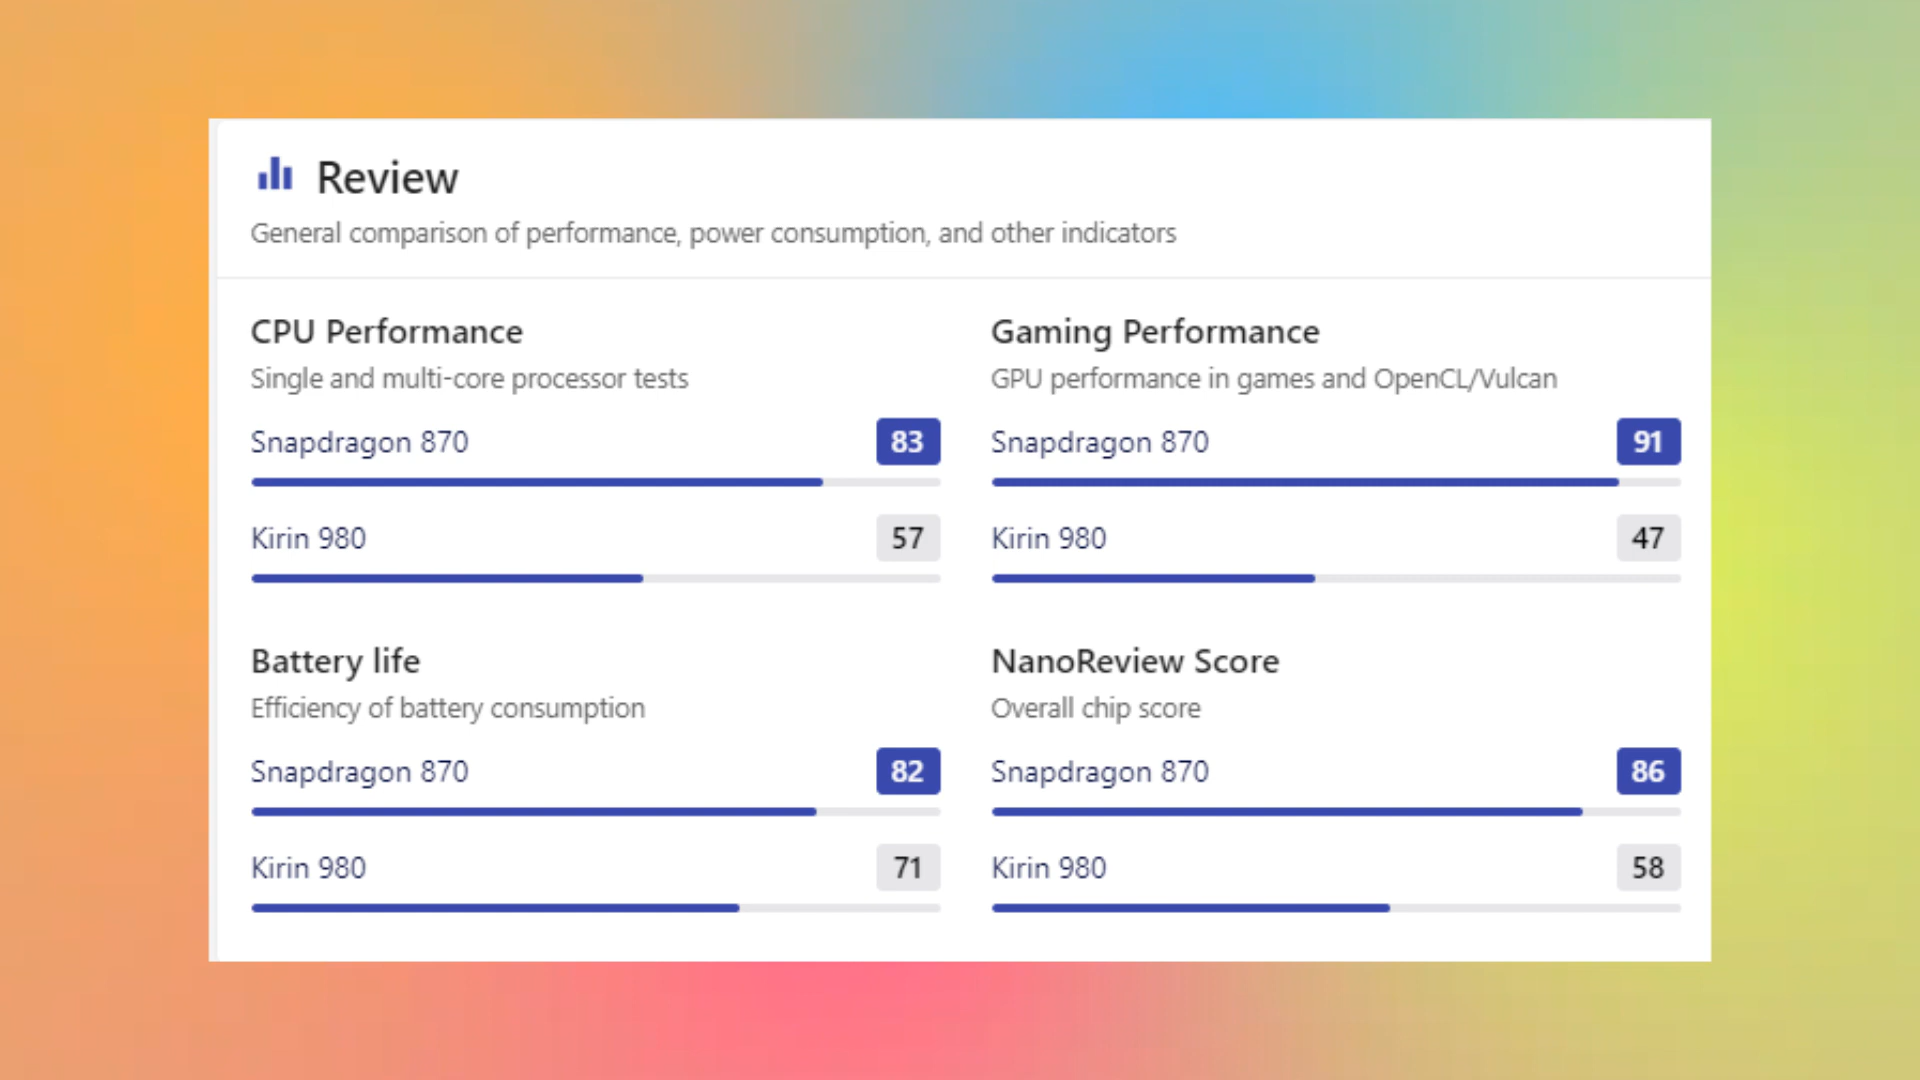 Review
General comparison of performance, power consumption, and other indicators
CPU Performance
Single and multi-core processor tests
Snapdragon 870
83
Kirin 980
57
Gaming Performance
GPU performance in games and OpenCL/Vulcan
Snapdragon 870
91
Kirin 980
47
Battery life
Efficiency of battery consumption
Snapdragon 870
82
Kirin 980
71
NanoReview Score
Overall chip score
Snapdragon 870
86
Kirin 980
58